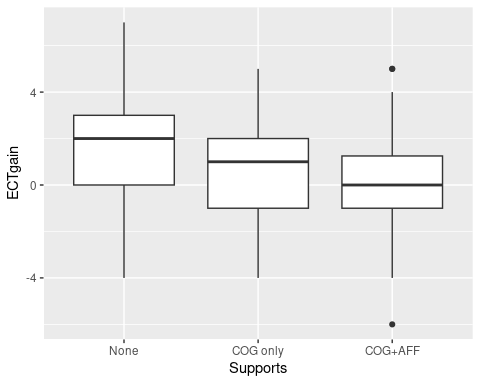 ECTgain
4
0
-4
None
COG only
COG+AFF
Supports